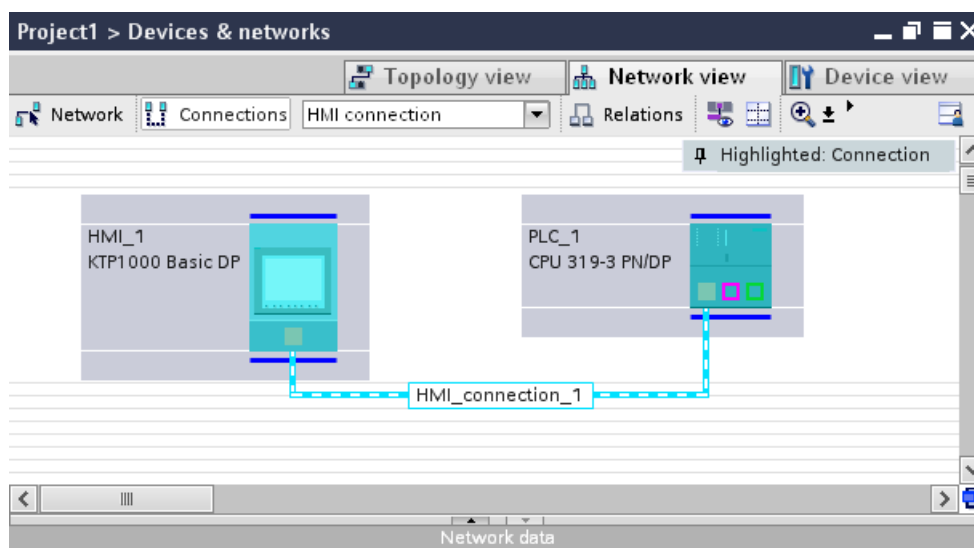 Project1 > Devices & networks
Topology view
Network view
Device view
Network
Connections
HMI connection
Relations
Highlighted: Connection
HMI_1
KTP1000 Basic DP
PLC_1
CPU 319-3 PN/DP
HMI_connection_1
Network data